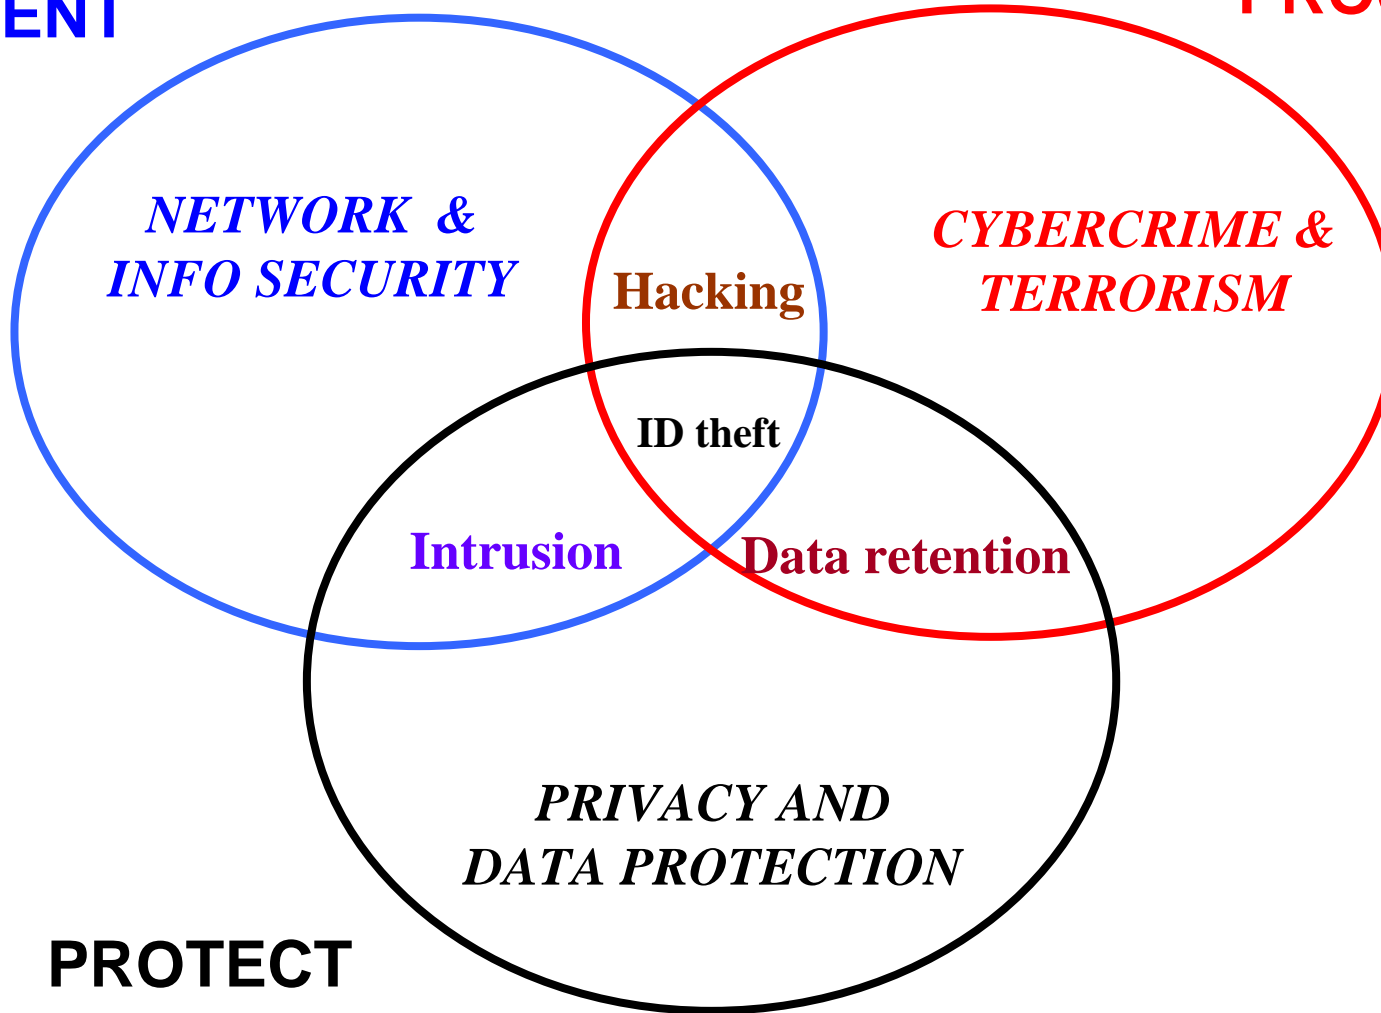 ENT
NETWORK &
INFO SECURITY
CYBERCRIME &
TERRORISM
Hacking
ID theft
Intrusion
Data retention
PRIVACY AND
DATA PROTECTION
PROTECT